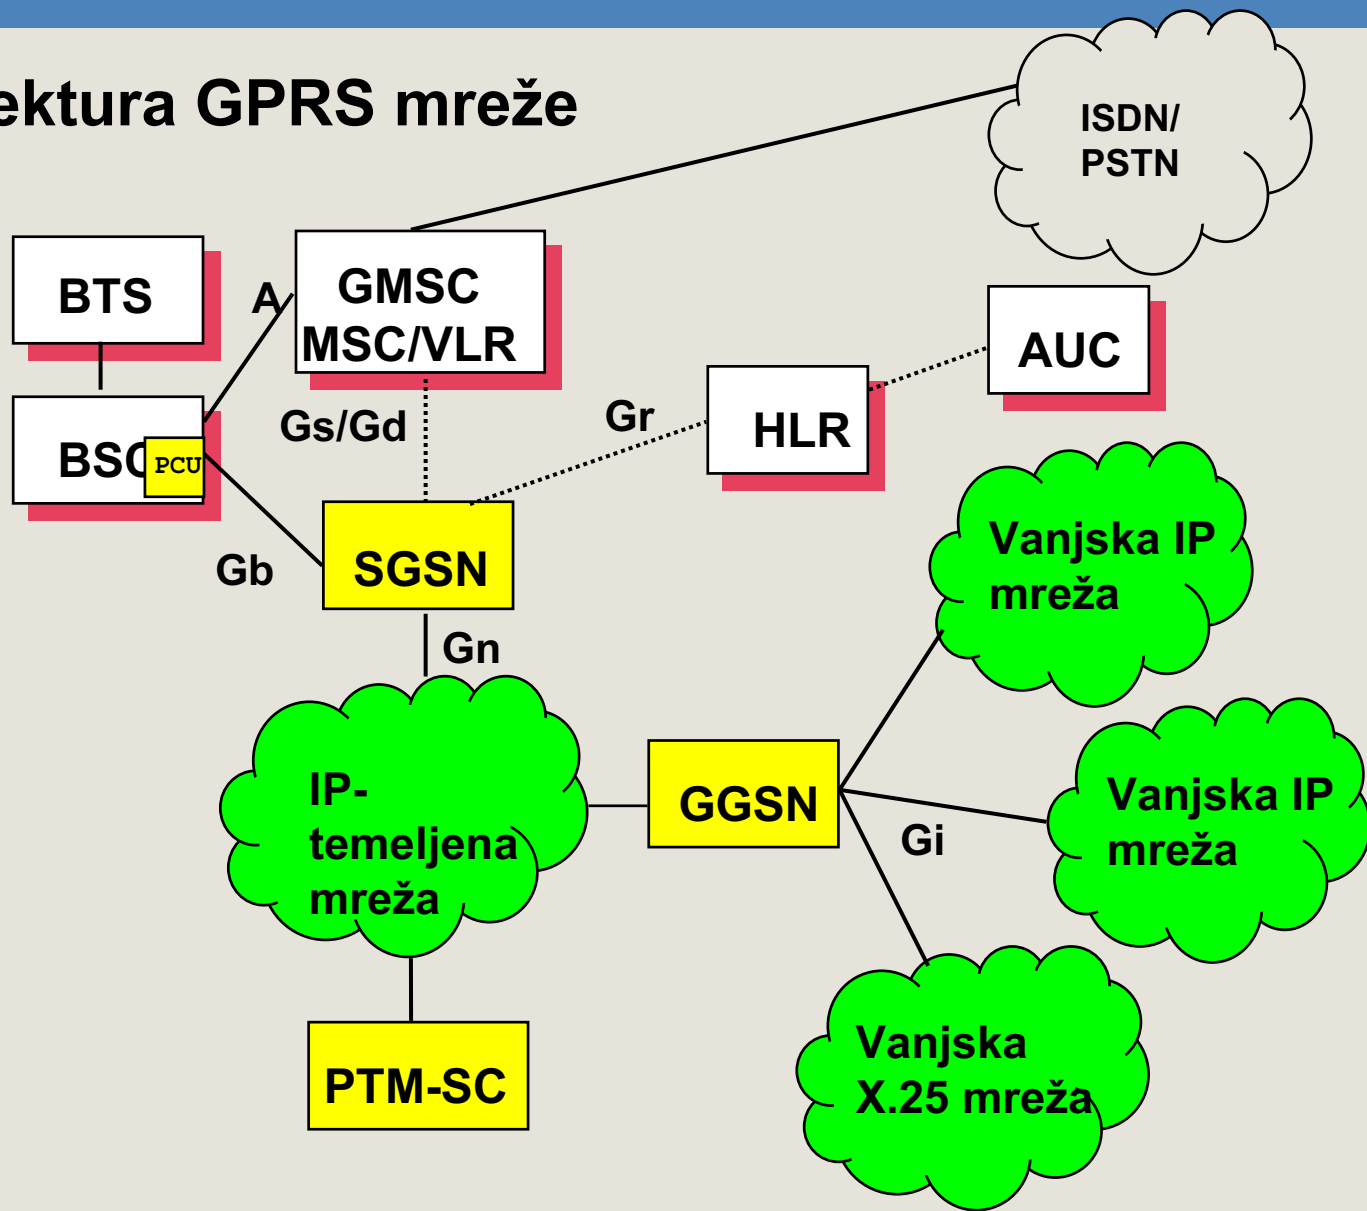 ektura GPRS mreže
ISDN/
PSTN
BTS
A
GMSC
MSC/VLR
AUC
BSC
PCU
Gs/Gd
Gr
HLR
Gb
SGSN
Gn
Vanjska IP
mreža
IP-
temeljena
mreža
GGSN
Gi
Vanjska IP
mreža
PTM-SC
Vanjska
X.25 mreža